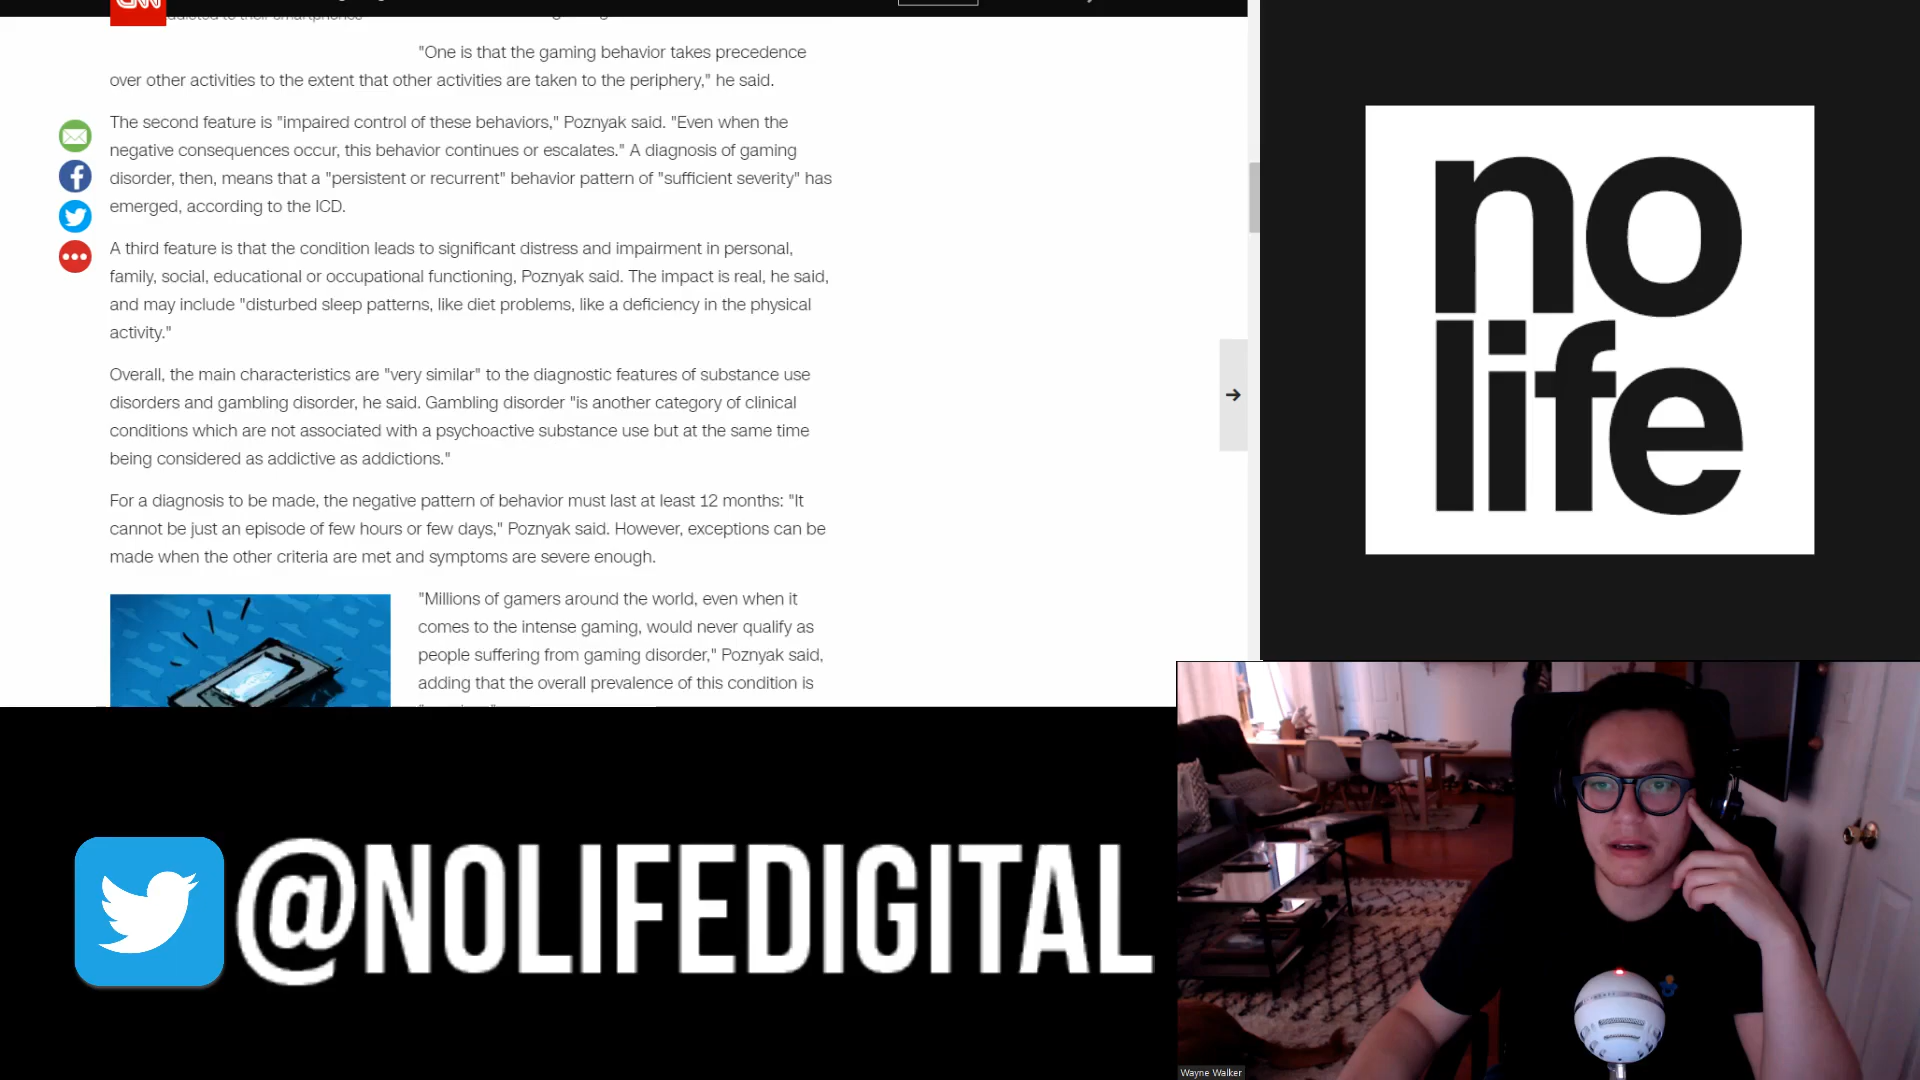 CNN
addicted to their smartphones
"One is that the gaming behavior takes precedence
over other activities to the extent that other activities are taken to the periphery," he said.
The second feature is "impaired control of these behaviors," Poznyak said. "Even when the
negative consequences occur, this behavior continues or escalates." A diagnosis of gaming
disorder, then, means that a "persistent or recurrent" behavior pattern of "sufficient severity" has
emerged, according to the ICD.
A third feature is that the condition leads to significant distress and impairment in personal,
family, social, educational or occupational functioning, Poznyak said. The impact is real, he said,
and may include "disturbed sleep patterns, like diet problems, like a deficiency in the physical
activity."
Overall, the main characteristics are "very similar" to the diagnostic features of substance use
disorders and gambling disorder, he said. Gambling disorder "is another category of clinical
conditions which are not associated with a psychoactive substance use but at the same time
being considered as addictive as addictions."
For a diagnosis to be made, the negative pattern of behavior must last at least 12 months: "It
cannot be just an episode of few hours or few days," Poznyak said. However, exceptions can be
made when the other criteria are met and symptoms are severe enough.
"Millions of gamers around the world, even when it
comes to the intense gaming, would never qualify as
people suffering from gaming disorder," Poznyak said,
adding that the overall prevalence of this condition is
no
life
@NOLIFEDIGITAL
Wayne Walker